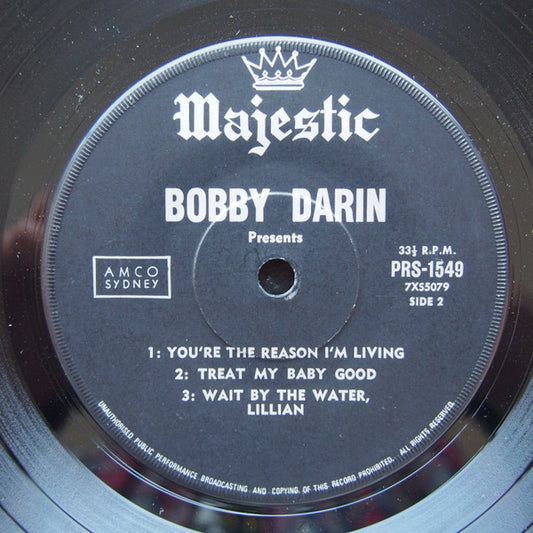 Majestic
BOBBY DARIN
Presents
AMCO
SYDNEY
33⅓ R.P.M.
PRS-1549
7XS5079
SIDE 2
1: YOU'RE THE REASON I'M LIVING
2: TREAT MY BABY GOOD
3: WAIT BY THE WATER,
LILLIAN
UNAUTHORISED PUBLIC PERFORMANCE BROADCASTING AND COPYING OF THIS RECORD PROHIBITED. ALL RIGHTS RESERVED.